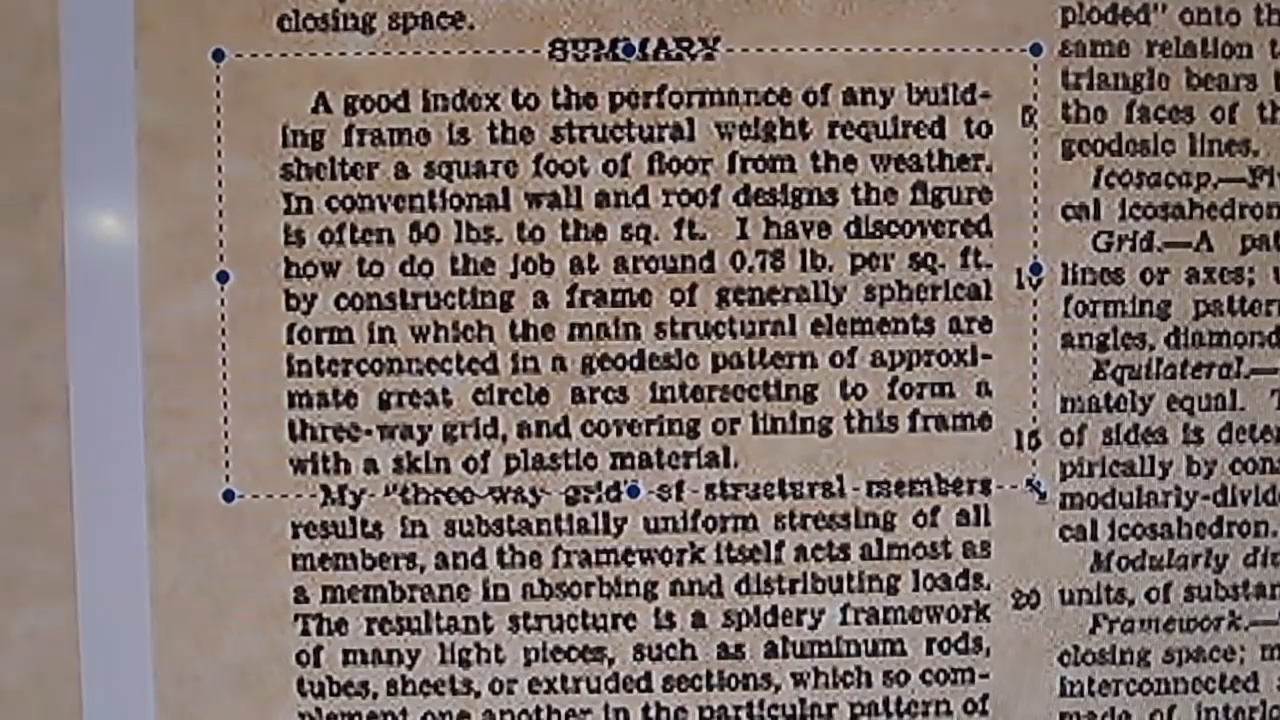 closing space.
SUMMARY
A good index to the performance of any build-
ing frame is the structural weight required to
shelter a square foot of floor from the weather.
In conventional wall and roof designs the figure
is often 50 lbs. to the sq. ft. I have discovered
how to do the job at around 0.78 lb. per sq. ft.
by constructing a frame of generally spherical
form in which the main structural elements are
interconnected in a geodesic pattern of approxi-
mate great circle arcs intersecting to form a
three-way grid, and covering or lining this frame
with a skin of plastic material.
My "three-way grid" of structural members
results in substantially uniform stressing of all
members, and the framework itself acts almost as
a membrane in absorbing and distributing loads.
The resultant structure is a spidery framework
of many light pieces, such as aluminum rods,
tubes, sheets, or extruded sections, which so com-
plement one another in the particular pattern of
5
10
15
20
ploded" onto
same relation
triangle bears
the faces of
geodesic lines.
Icosacap.—
cal icosahedron
Grid.—A
lines or axes;
forming
angles,
Equilateral.—
mately equal.
of sides is
pirically by
modularly-divid
cal icosahedron.
Modularly
units, of
Framework.—
closing space;
interconnected
made of